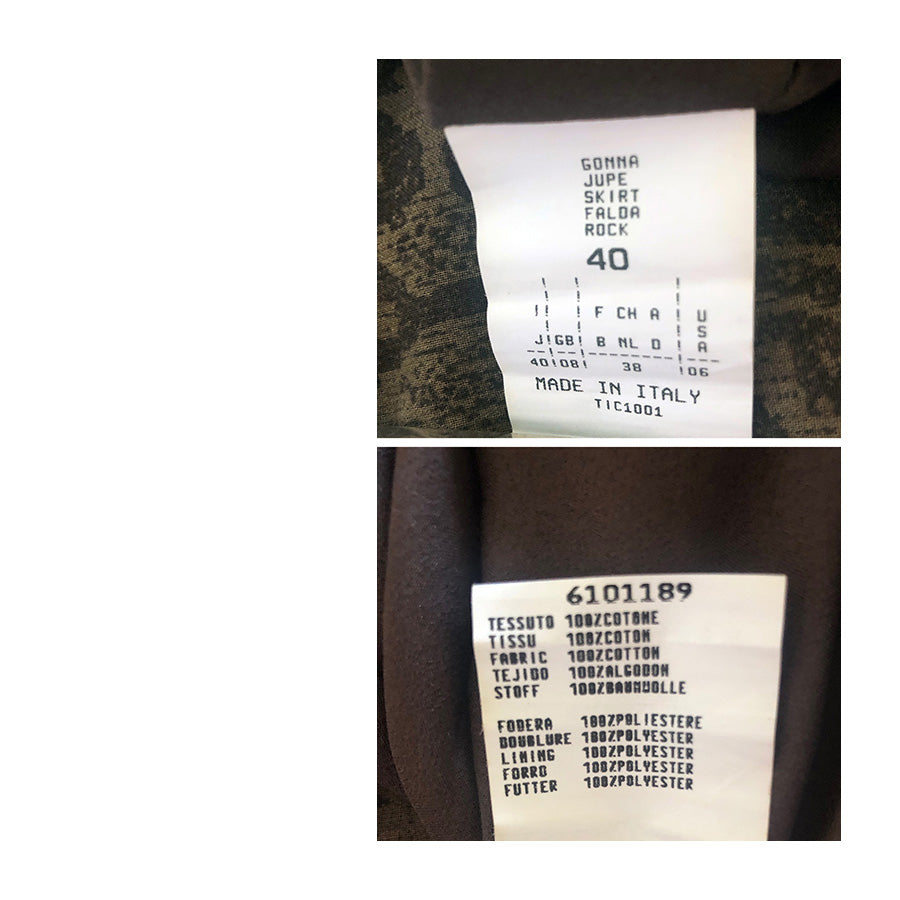 GONNA
JUPE
SKIRT
FALDA
ROCK
40
I F CH A USA
J GB B NL D
40 08 38 06
MADE IN ITALY
TIC1001
6101189
TESSUTO 100%COTONE
TISSU 100%COTON
FABRIC 100%COTTON
TEJIDO 100%ALGODON
STOFF 100%BAUMWOLLE
FODERA 100%POLIESTERE
DOUBLURE 100%POLYESTER
LINING 100%POLYESTER
FORRO 100%POLYESTER
FUTTER 100%POLYESTER